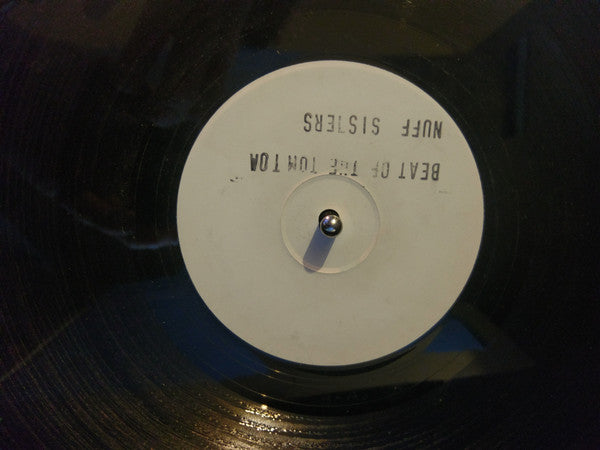 BEAT OF THE TOM TOM
NUFF SISTERS